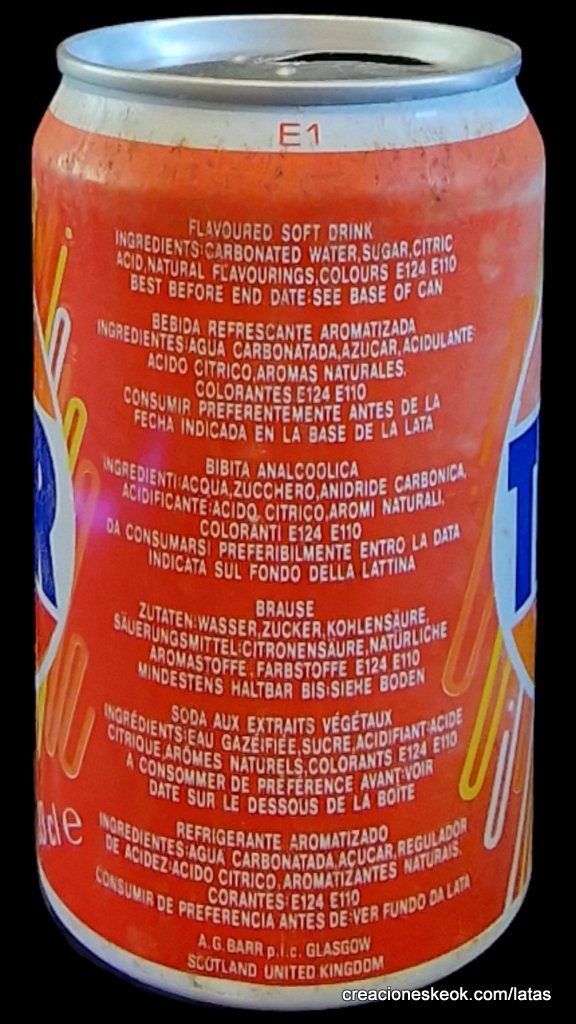 E1
FLAVOURED SOFT DRINK
INGREDIENTS:CARBONATED WATER,SUGAR,CITRIC
ACID,NATURAL FLAVOURINGS,COLOURS E124 E110
BEST BEFORE END DATE:SEE BASE OF CAN
BEBIDA REFRESCANTE AROMATIZADA
INGREDIENTES:AGUA CARBONATADA,AZUCAR,ACIDULANTE:
ACIDO CITRICO,AROMAS NATURALES,
COLORANTES E124 E110
CONSUMIR PREFERENTEMENTE ANTES DE LA
FECHA INDICADA EN LA BASE DE LA LATA
BIBITA ANALCOOLICA
INGREDIENTI:ACQUA,ZUCCHERO,ANIDRIDE CARBONICA,
ACIDIFICANTE:ACIDO CITRICO,AROMI NATURALI,
COLORANTI E124 E110
DA CONSUMARSI PREFERIBILMENTE ENTRO LA DATA
INDICATA SUL FONDO DELLA LATTINA
BRAUSE
ZUTATEN:WASSER,ZUCKER,KOHLENSÄURE,
SÄUERUNGSMITTEL:CITRONENSÄURE,NATÜRLICHE
AROMASTOFFE, FARBSTOFFE E124 E110
MINDESTENS HALTBAR BIS:SIEHE BODEN
SODA AUX EXTRAITS VÉGÉTAUX
INGRÉDIENTS:EAU GAZÉIFIÉE,SUCRE,ACIDIFIANT:ACIDE
CITRIQUE,ARÔMES NATURELS,COLORANTS E124 E110
A CONSOMMER DE PRÉFÉRENCE AVANT:VOIR
DATE SUR LE DESSOUS DE LA BOÎTE
REFRIGERANTE AROMATIZADO
INGREDIENTES:AGUA CARBONATADA,AÇUCAR,REGULADOR
DE ACIDEZ:ACIDO CITRICO,AROMATIZANTES NATURAIS,
CORANTES:E124 E110
CONSUMIR DE PREFERENCIA ANTES DE:VER FUNDO DA LATA
A.G.BARR p.l.c. GLASGOW
SCOTLAND UNITED KINGDOM
R
T
cl e
creacioneskeok.com/latas